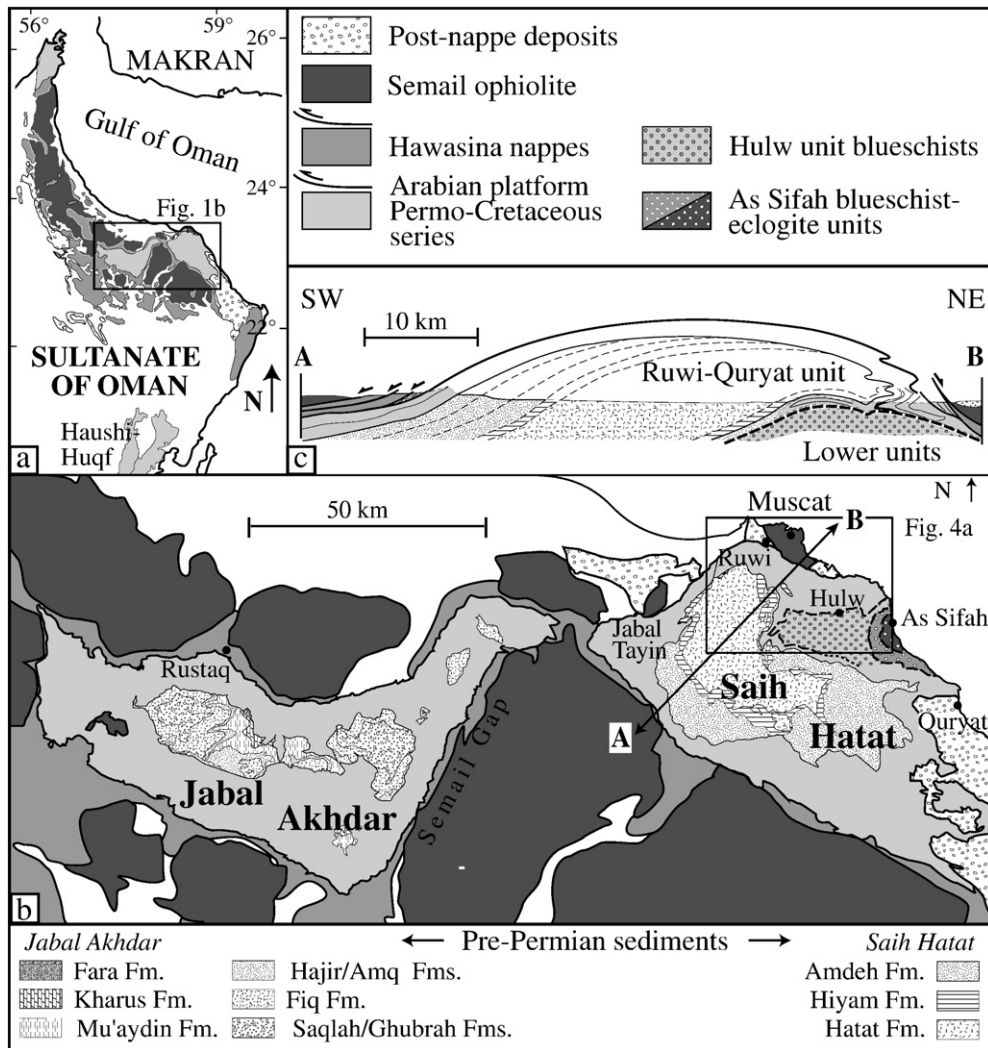 56°
59°
26°
MAKRAN
Gulf of Oman
24°
Fig. 1b
22°
SULTANATE
OF OMAN
N
Haushi-
Huqf
a
Post-nappe deposits
Semail ophiolite
Hawasina nappes
Arabian platform
Permo-Cretaceous
series
Hulw unit blueschists
As Sifah blueschist-
eclogite units
SW
NE
10 km
A
B
Ruwi-Quryat unit
Lower units
c
50 km
N
Muscat
B
Fig. 4a
Ruwi
Hulw
As Sifah
Jabal
Tayin
Rustaq
Saih
Hatat
Quryat
A
Jabal
Akhdar
Semail Gap
b
Jabal Akhdar
Pre-Permian sediments
Saih Hatat
Fara Fm.
Hajir/Amq Fms.
Amdeh Fm.
Kharus Fm.
Fiq Fm.
Hiyam Fm.
Mu'aydin Fm.
Saqlah/Ghubrah Fms.
Hatat Fm.